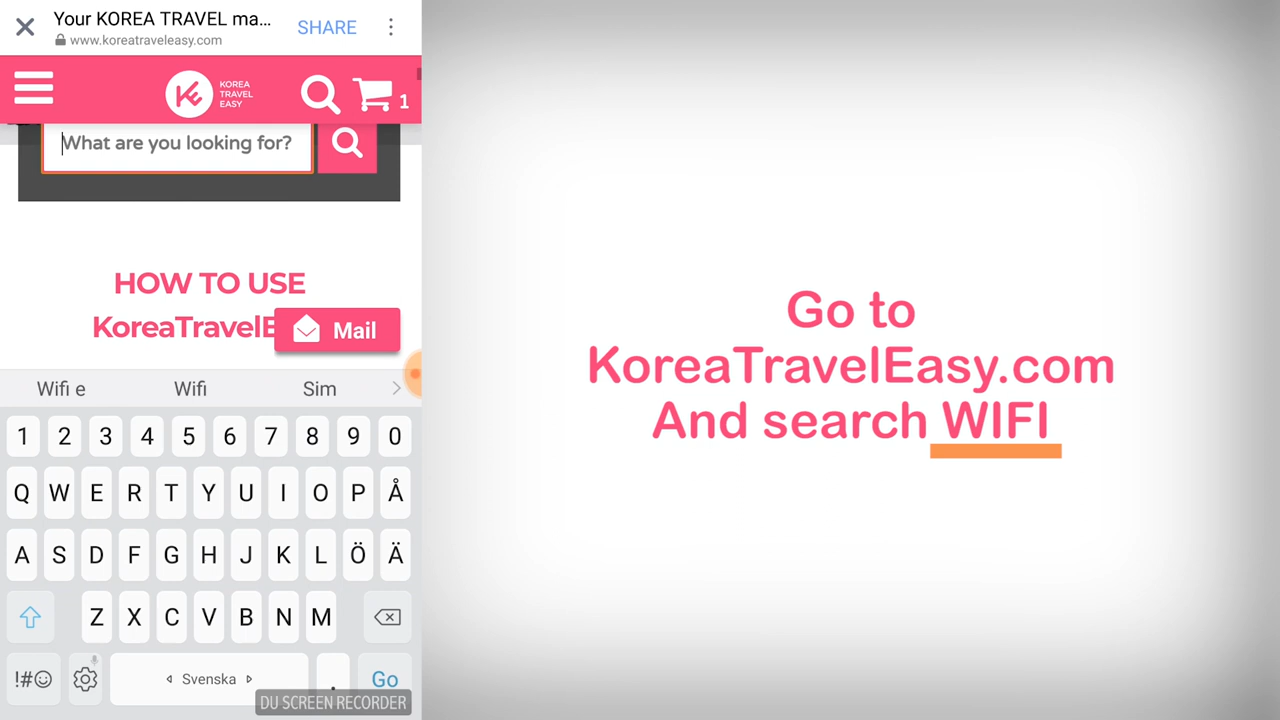 Your KOREA TRAVEL ma...
SHARE
www.koreatraveleasy.com
KE
KOREA
TRAVEL
EASY
1
What are you looking for?
HOW TO USE
KoreaTravelE
Mail
Wifi e Wifi Sim
1 2 3 4 5 6 7 8 9 0
Q W E R T Y U I O P Å
A S D F G H J K L Ö Ä
Z X C V B N M
!#☺ Svenska . Go
DU SCREEN RECORDER
Go to
KoreaTravelEasy.com
And search WIFI